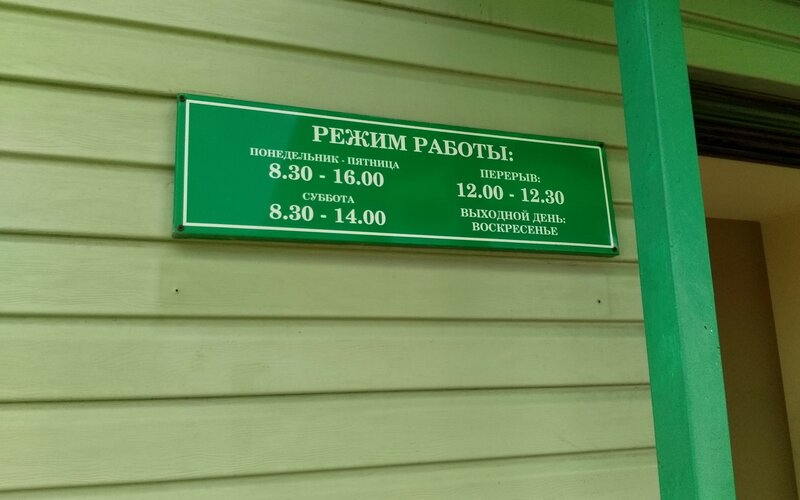 РЕЖИМ РАБОТЫ:
ПОНЕДЕЛЬНИК - ПЯТНИЦА
8.30 - 16.00
СУББОТА
8.30 - 14.00
ПЕРЕРЫВ:
12.00 - 12.30
ВЫХОДНОЙ ДЕНЬ:
ВОСКРЕСЕНЬЕ